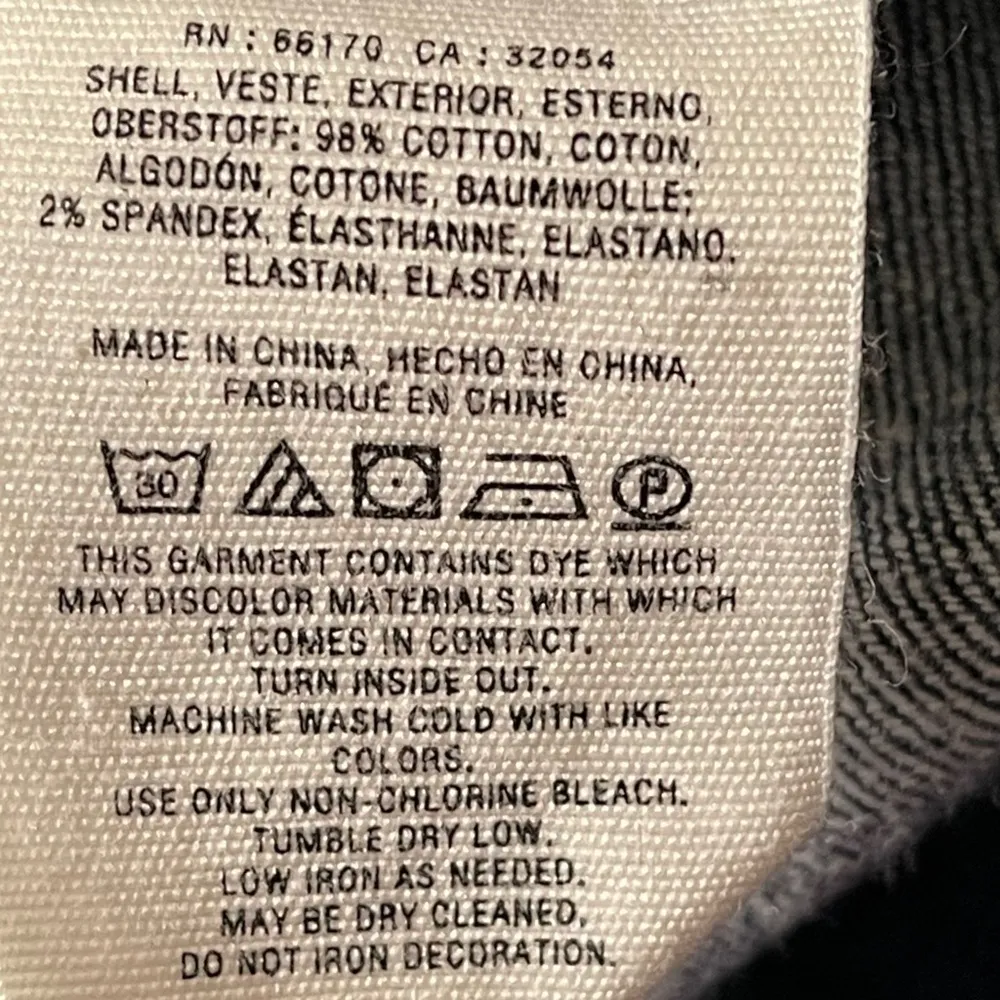 RN : 66170 CA : 32054
SHELL, VESTE, EXTERIOR, ESTERNO,
OBERSTOFF: 98% COTTON, COTON,
ALGODÓN, COTONE, BAUMWOLLE;
2% SPANDEX, ÉLASTHANNE, ELASTANO,
ELASTAN, ELASTAN
MADE IN CHINA, HECHO EN CHINA,
FABRIQUÉ EN CHINE
30 P
THIS GARMENT CONTAINS DYE WHICH
MAY DISCOLOR MATERIALS WITH WHICH
IT COMES IN CONTACT.
TURN INSIDE OUT.
MACHINE WASH COLD WITH LIKE
COLORS.
USE ONLY NON-CHLORINE BLEACH.
TUMBLE DRY LOW.
LOW IRON AS NEEDED.
MAY BE DRY CLEANED.
DO NOT IRON DECORATION.